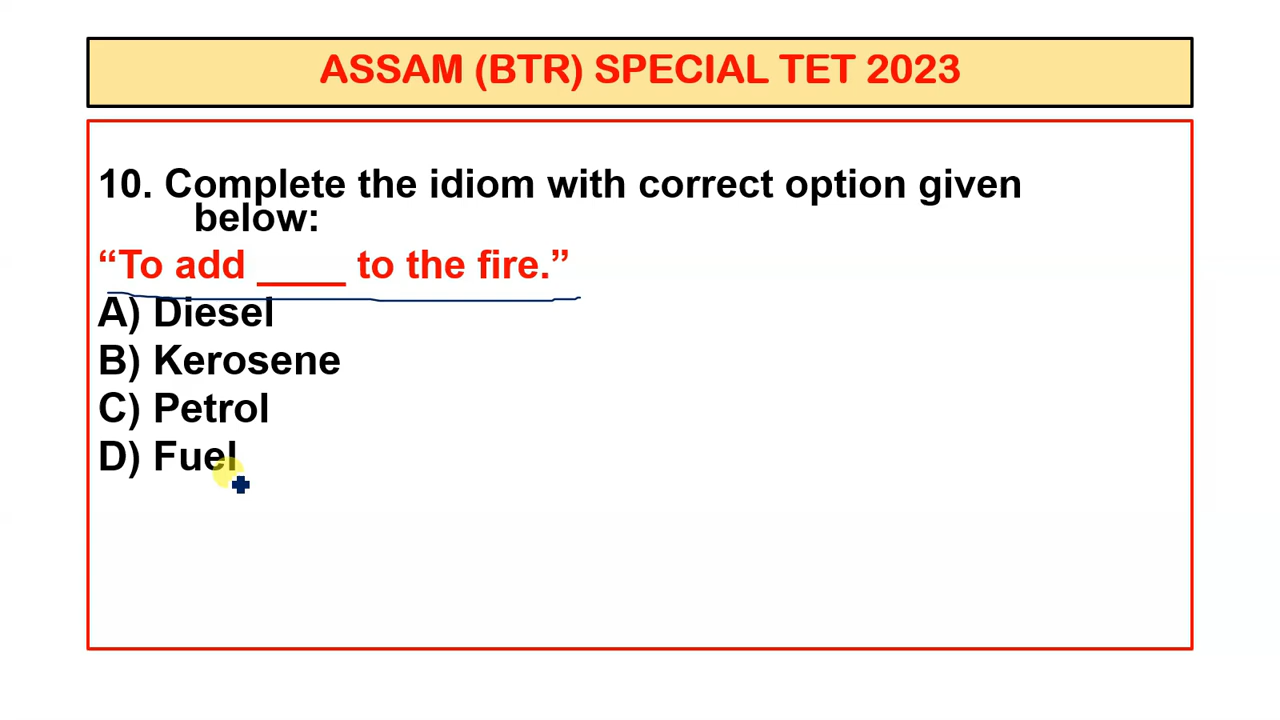 ASSAM (BTR) SPECIAL TET 2023
10. Complete the idiom with correct option given
below:
“To add ____ to the fire.”
A) Diesel
B) Kerosene
C) Petrol
D) Fuel